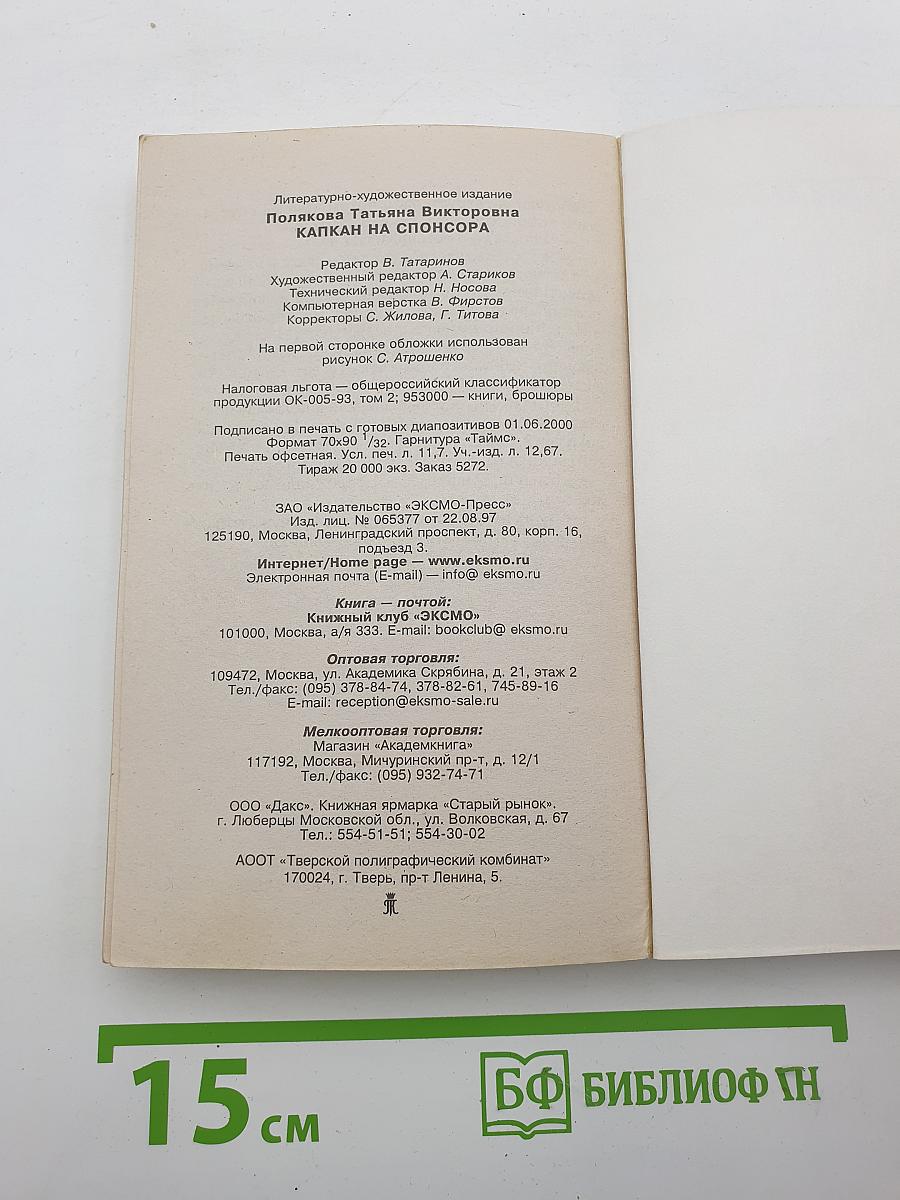 Литературно-художественное издание
Полякова Татьяна Викторовна
КАПКАН НА СПОНСОРА
Редактор В. Татаринов
Художественный редактор А. Стариков
Технический редактор Н. Носова
Компьютерная верстка В. Фирстов
Корректоры С. Жилова, Г. Титова
На первой сторонке обложки использован
рисунок С. Атрошенко
Налоговая льгота — общероссийский классификатор
продукции ОК-005-93, том 2; 953000 — книги, брошюры
Подписано в печать с готовых диапозитивов 01.06.2000
Формат 70х90 1/32. Гарнитура «Таймс».
Печать офсетная. Усл. печ. л. 11,7. Уч.-изд. л. 12,67.
Тираж 20 000 экз. Заказ 5272.
ЗАО «Издательство «ЭКСМО-Пресс»
Изд. лиц. № 065377 от 22.08.97
125190, Москва, Ленинградский проспект, д. 80, корп. 16,
подъезд 3.
Интернет/Home page — www.eksmo.ru
Электронная почта (E-mail) — info@ eksmo.ru
Книга — почтой:
Книжный клуб «ЭКСМО»
101000, Москва, а/я 333. E-mail: bookclub@ eksmo.ru
Оптовая торговля:
109472, Москва, ул. Академика Скрябина, д. 21, этаж 2
Тел./факс: (095) 378-84-74, 378-82-61, 745-89-16
E-mail: reception@eksmo-sale.ru
Мелкооптовая торговля:
Магазин «Академкнига»
117192, Москва, Мичуринский пр-т, д. 12/1
Тел./факс: (095) 932-74-71
ООО «Дакс». Книжная ярмарка «Старый рынок».
г. Люберцы Московской обл., ул. Волковская, д. 67
Тел.: 554-51-51; 554-30-02
АООТ «Тверской полиграфический комбинат»
170024, г. Тверь, пр-т Ленина, 5.
15 см
БФ